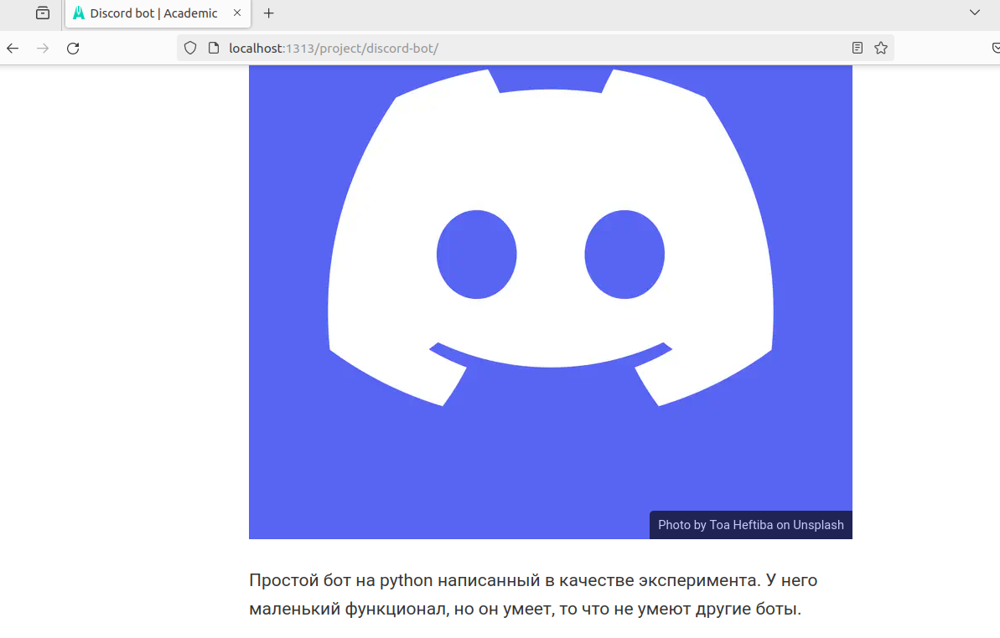 Discord bot | Academic
localhost:1313/project/discord-bot/
Photo by Toa Heftiba on Unsplash
Простой бот на python написанный в качестве эксперимента. У него
маленький функционал, но он умеет, то что не умеют другие боты.